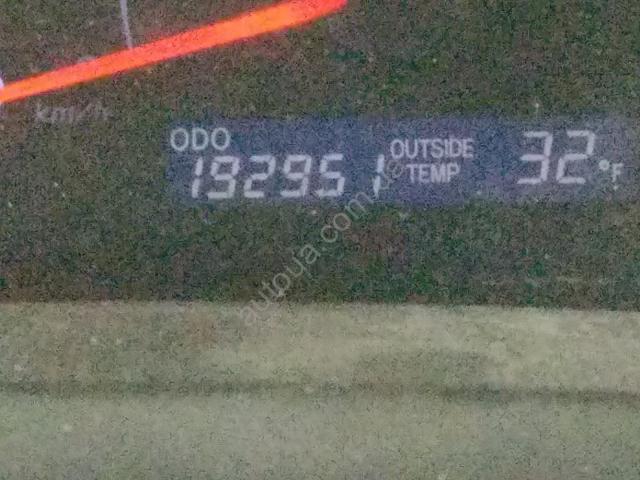 km/h
ODO
192951
OUTSIDE
TEMP
32°F
autoua.com.ua